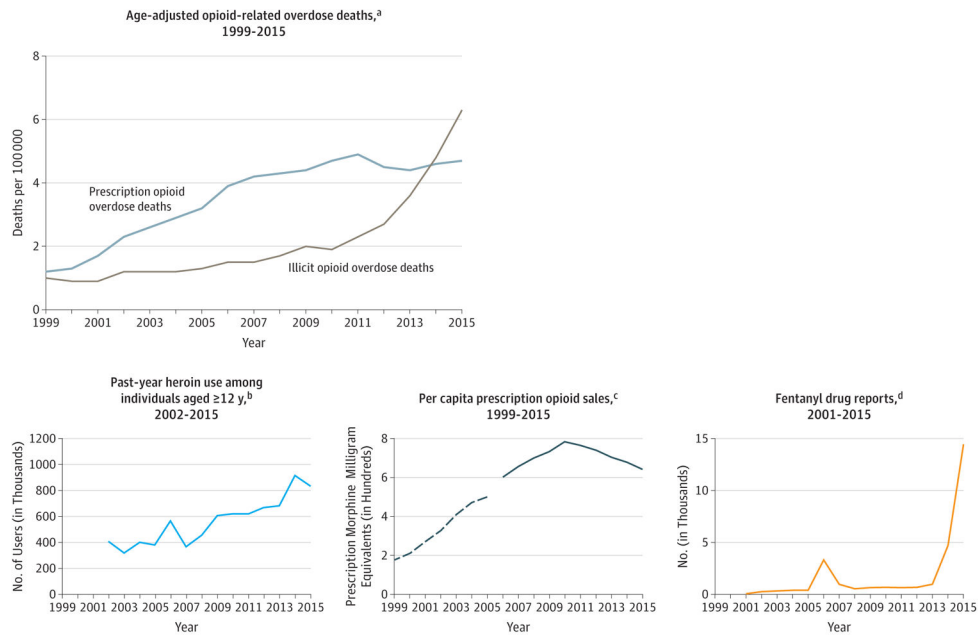 Age-adjusted opioid-related overdose deaths,a
1999-2015
8
6
4
2
0
Deaths per 100 000
Prescription opioid
overdose deaths
Illicit opioid overdose deaths
1999 2001 2003 2005 2007 2009 2011 2013 2015
Year
Past-year heroin use among
individuals aged ≥12 y,b
2002-2015
1200
1000
800
600
400
200
0
No. of Users (in Thousands)
1999 2001 2003 2005 2007 2009 2011 2013 2015
Year
Per capita prescription opioid sales,c
1999-2015
8
6
4
2
0
Prescription Morphine Milligram
Equivalents (in Hundreds)
1999 2001 2003 2005 2007 2009 2011 2013 2015
Year
Fentanyl drug reports,d
2001-2015
15
10
5
0
No. (in Thousands)
1999 2001 2003 2005 2007 2009 2011 2013 2015
Year